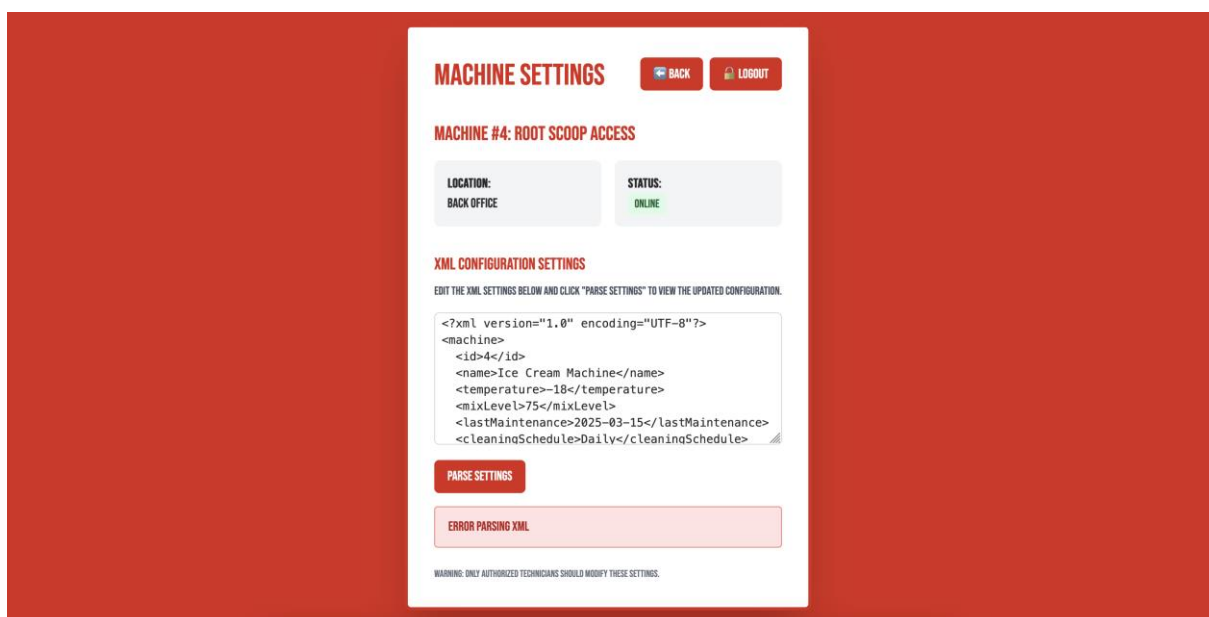 MACHINE SETTINGS
BACK
LOGOUT
MACHINE #4: ROOT SCOOP ACCESS
LOCATION:
BACK OFFICE
STATUS:
ONLINE
XML CONFIGURATION SETTINGS
EDIT THE XML SETTINGS BELOW AND CLICK "PARSE SETTINGS" TO VIEW THE UPDATED CONFIGURATION.
<?xml version="1.0" encoding="UTF-8"?>
<machine>
<id>4</id>
<name>Ice Cream Machine</name>
<temperature>-18</temperature>
<mixLevel>75</mixLevel>
<lastMaintenance>2025-03-15</lastMaintenance>
<cleaningSchedule>Daily</cleaningSchedule>
PARSE SETTINGS
ERROR PARSING XML
WARNING: ONLY AUTHORIZED TECHNICIANS SHOULD MODIFY THESE SETTINGS.